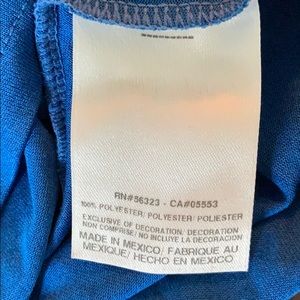 RN#56323 - CA#05553
100% POLYESTER/ POLYESTER/ POLIESTER
EXCLUSIVE OF DECORATION/ DECORATION
NON COMPRISE/ NO INCLUYE LA DECORACION
MADE IN MEXICO/ FABRIQUE AU
MEXIQUE/ HECHO EN MEXICO